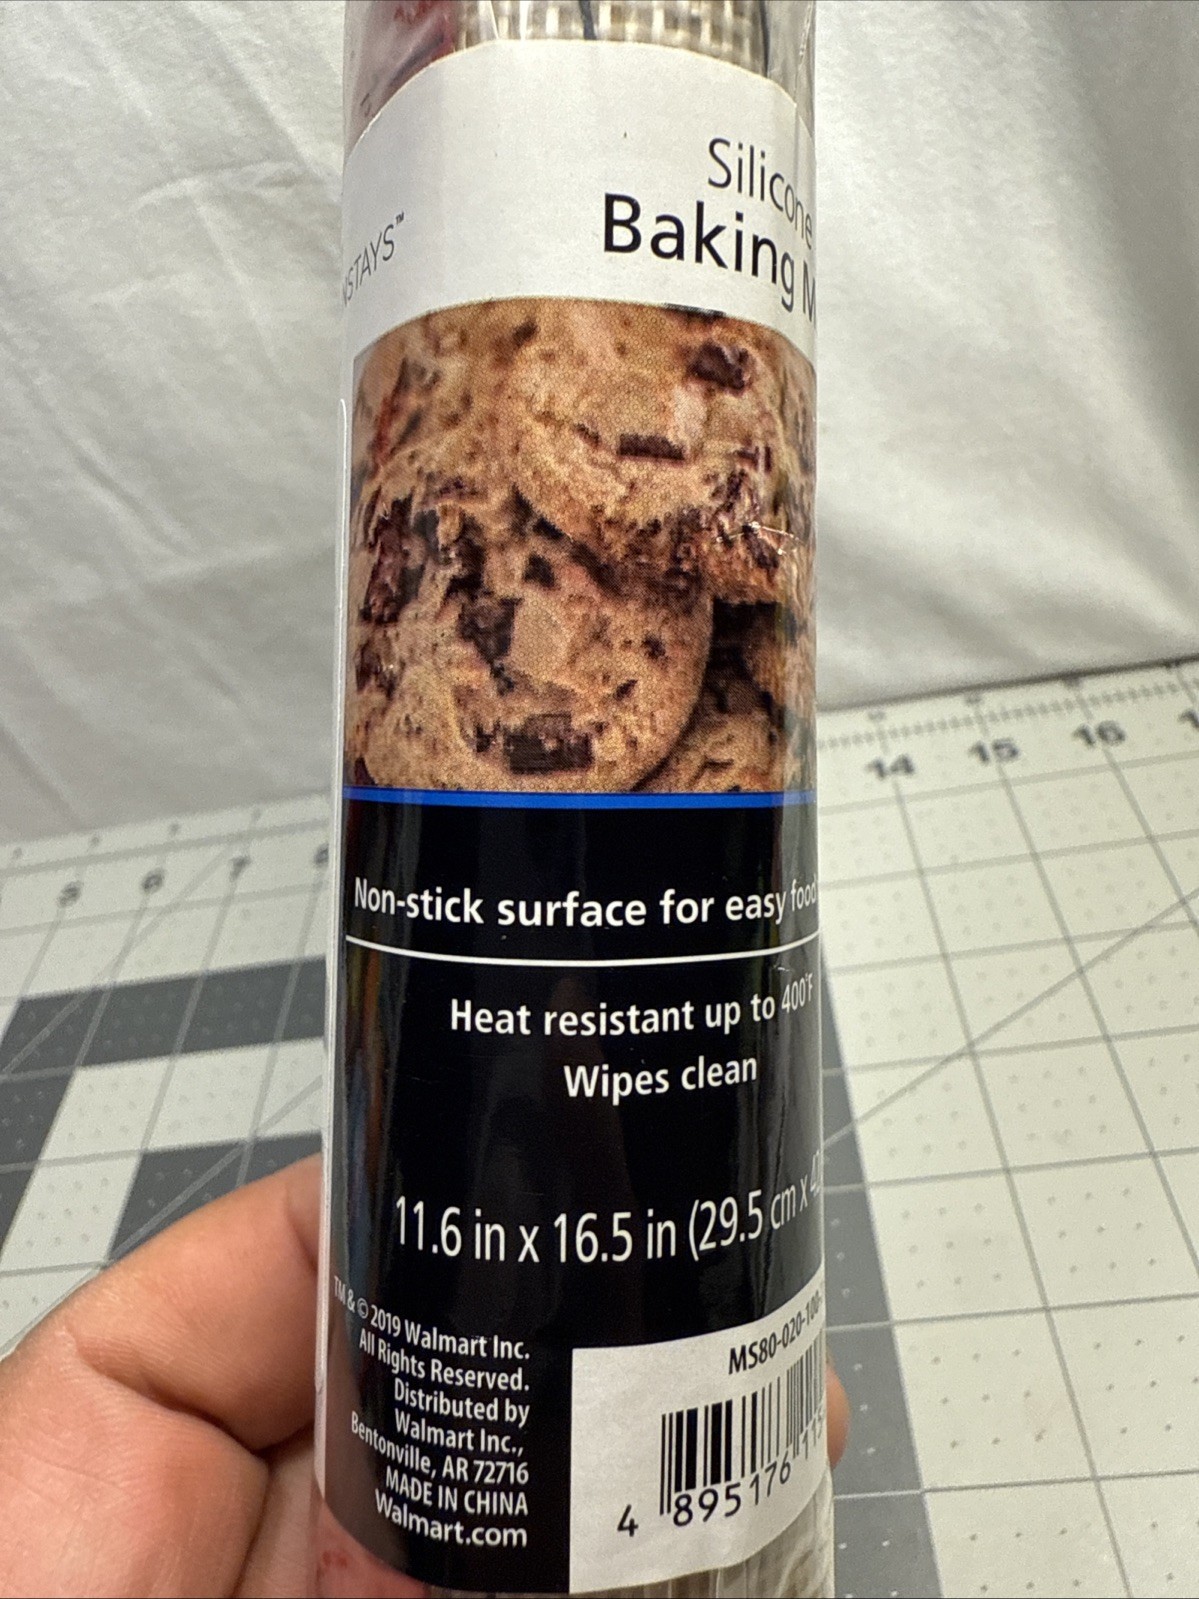 STAYS™
Silicone
Baking M
Non-stick surface for easy food
Heat resistant up to 400°F
Wipes clean
11.6 in x 16.5 in (29.5 cm x
TM & © 2019 Walmart Inc.
All Rights Reserved.
Distributed by
Walmart Inc.,
Bentonville, AR 72716
MADE IN CHINA
Walmart.com
MS80-020-100-
4 895176 113
5 6 7 8
14 15 16